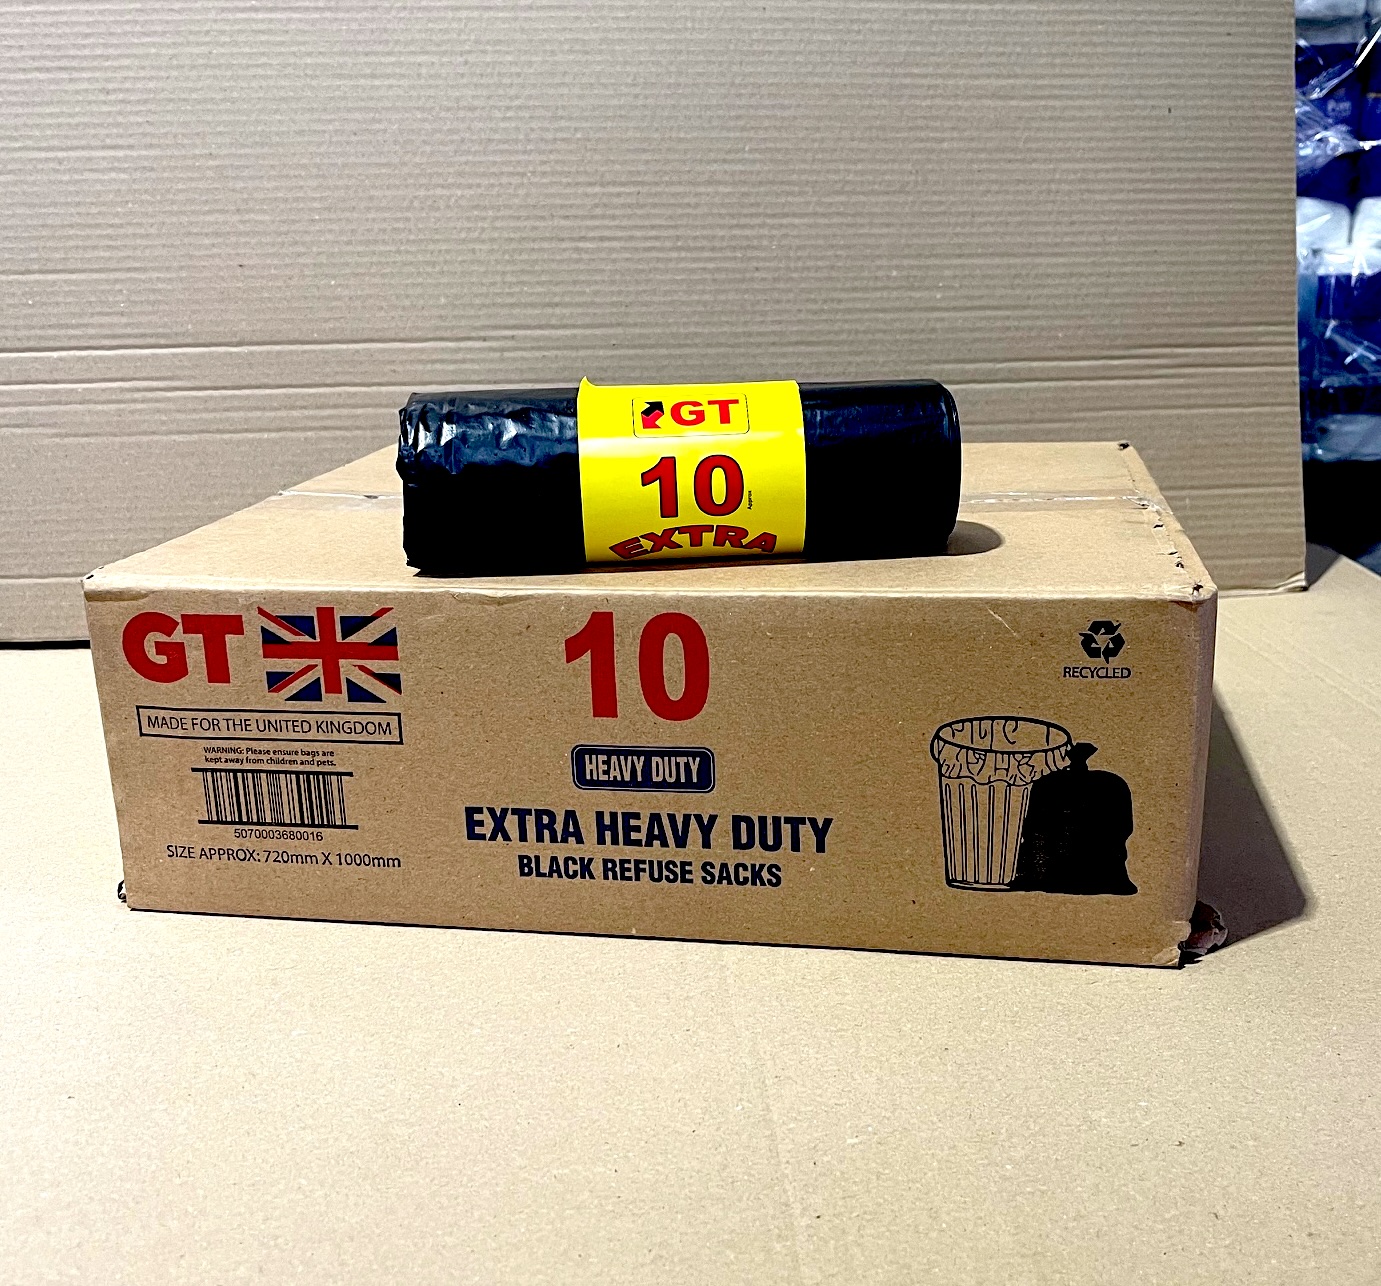 GT
10
Approx
EXTRA
GT
MADE FOR THE UNITED KINGDOM
WARNING: Please ensure bags are
kept away from children and pets.
5070003680016
SIZE APPROX: 720mm X 1000mm
10
HEAVY DUTY
EXTRA HEAVY DUTY
BLACK REFUSE SACKS
RECYCLED